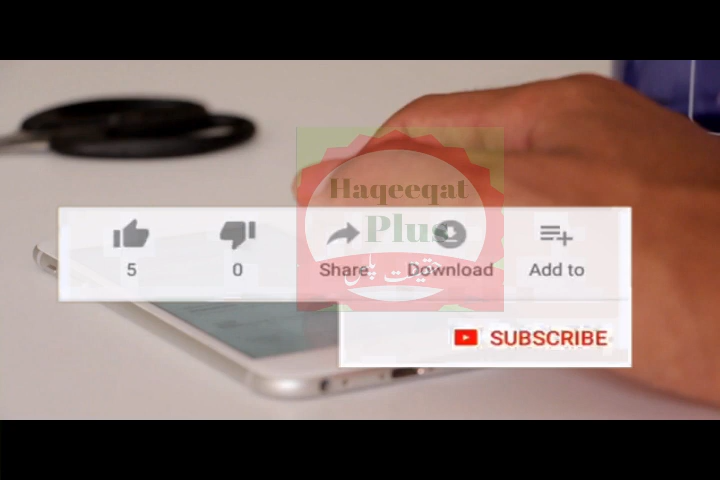 Haqeeqat
Plus
5 0 Share Download Add to
حقیقت پلس
SUBSCRIBE